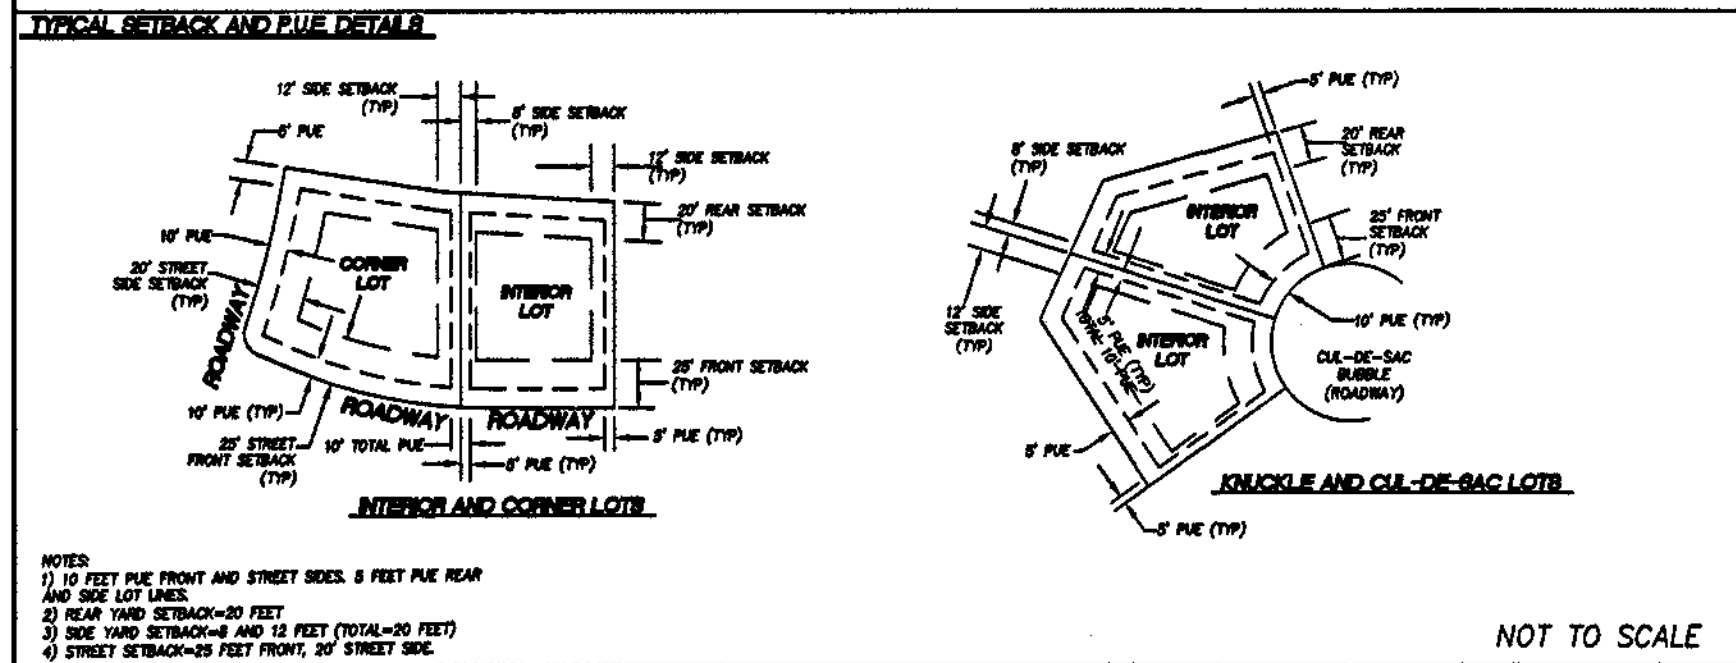 TYPICAL SETBACK AND P.U.E. DETAILS
12' SIDE SETBACK
(TYP)
8' SIDE SETBACK
(TYP)
5' PUE
12' SIDE SETBACK
(TYP)
20' REAR SETBACK
(TYP)
10' PUE
20' STREET
SIDE SETBACK
(TYP)
CORNER
LOT
INTERIOR
LOT
ROADWAY
25' FRONT SETBACK
(TYP)
10' PUE (TYP)
ROADWAY
ROADWAY
25' STREET
FRONT SETBACK
(TYP)
10' TOTAL PUE
5' PUE (TYP)
5' PUE (TYP)
INTERIOR AND CORNER LOTS
5' PUE (TYP)
8' SIDE SETBACK
(TYP)
20' REAR
SETBACK
(TYP)
INTERIOR
LOT
25' FRONT
SETBACK
(TYP)
12' SIDE
SETBACK
(TYP)
5' PUE (TYP)
TOTAL 10' PUE
INTERIOR
LOT
10' PUE (TYP)
CUL-DE-SAC
BUBBLE
(ROADWAY)
5' PUE
5' PUE (TYP)
KNUCKLE AND CUL-DE-SAC LOTS
NOTES:
1) 10 FEET PUE FRONT AND STREET SIDES. 5 FEET PUE REAR
AND SIDE LOT LINES.
2) REAR YARD SETBACK=20 FEET
3) SIDE YARD SETBACK=8 AND 12 FEET (TOTAL=20 FEET)
4) STREET SETBACK=25 FEET FRONT, 20' STREET SIDE.
NOT TO SCALE